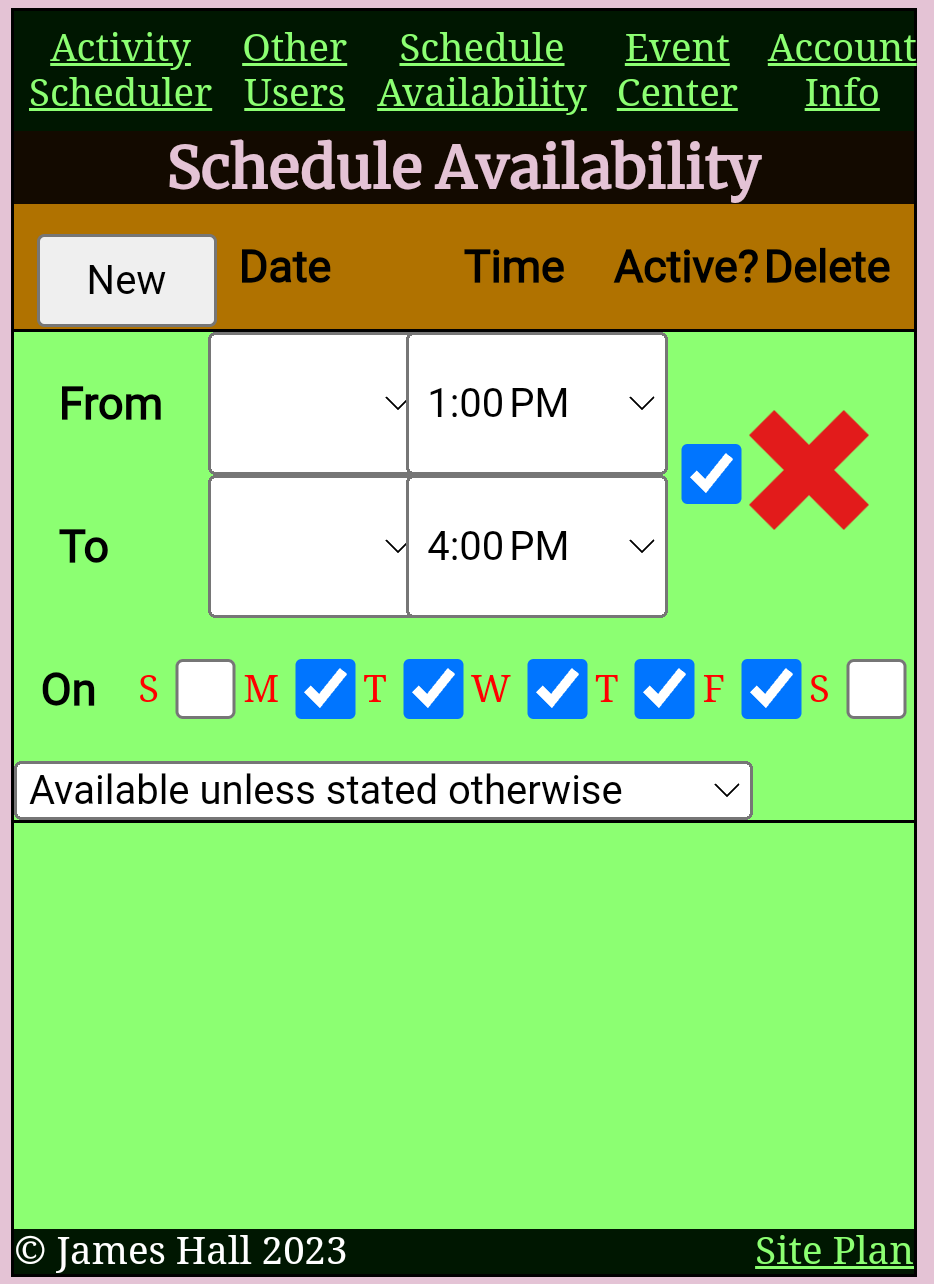 Activity Other Schedule Event Account
Scheduler Users Availability Center Info
Schedule Availability
New Date Time Active? Delete
From 1:00 PM
To 4:00 PM
On S M T W T F S
Available unless stated otherwise
© James Hall 2023 Site Plan